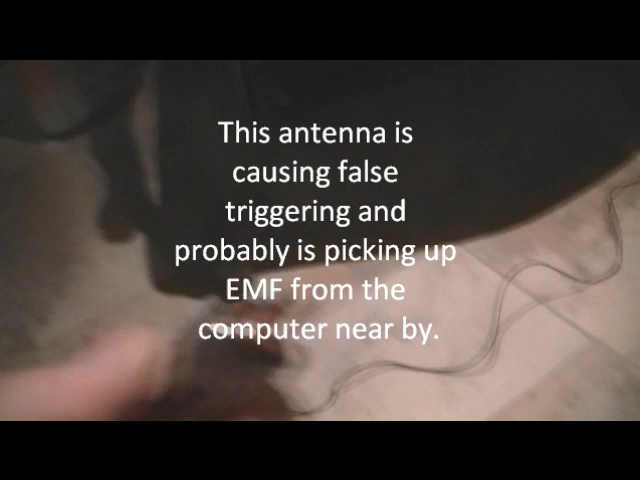 This antenna is
causing false
triggering and
probably is picking up
EMF from the
computer near by.